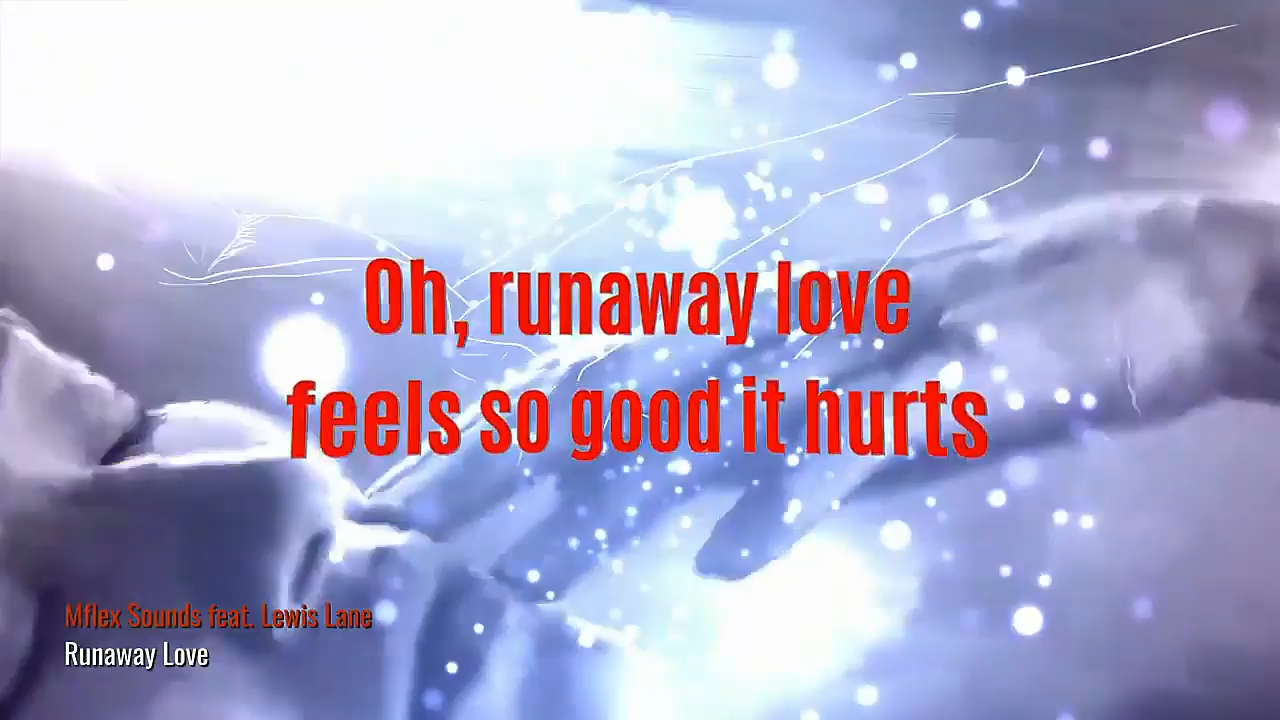 Oh, runaway love
feels so good it hurts
Mflex Sounds feat. Lewis Lane
Runaway Love